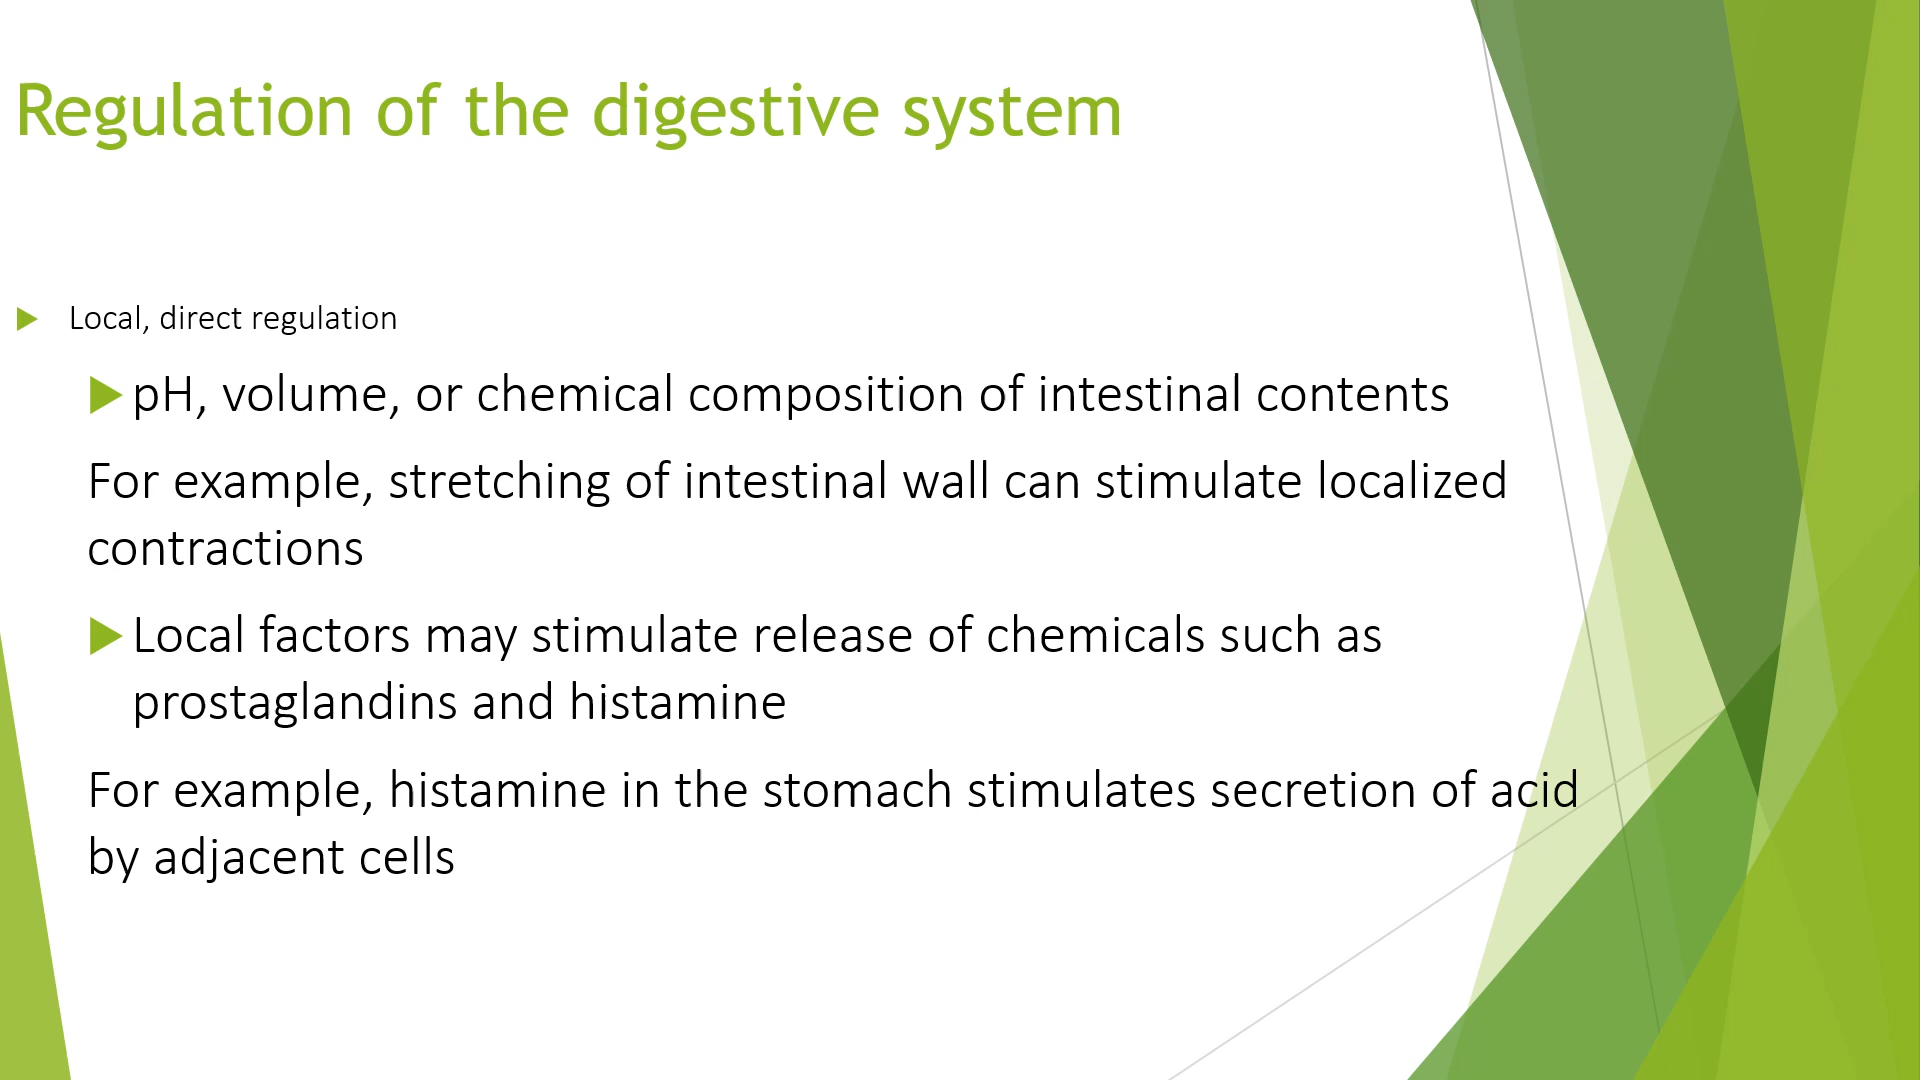 Regulation of the digestive system
Local, direct regulation
pH, volume, or chemical composition of intestinal contents
For example, stretching of intestinal wall can stimulate localized
contractions
Local factors may stimulate release of chemicals such as
prostaglandins and histamine
For example, histamine in the stomach stimulates secretion of acid
by adjacent cells